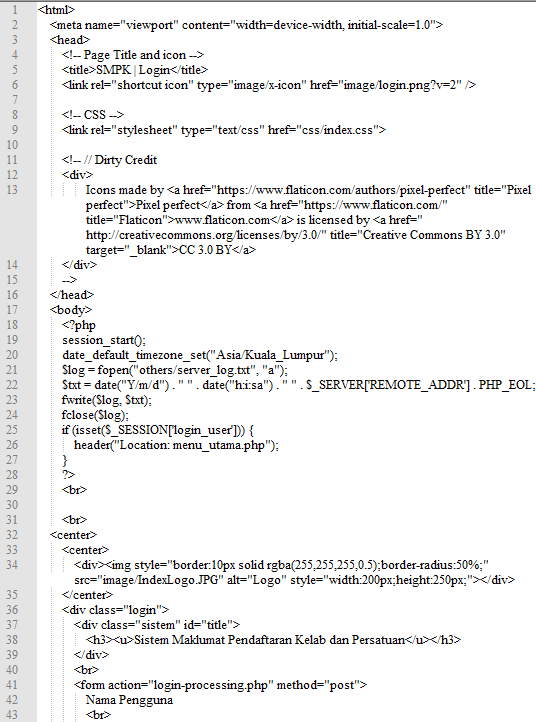 1 <html>
2 <meta name="viewport" content="width=device-width, initial-scale=1.0">
3 <head>
4 <!-- Page Title and icon -->
5 <title>SMPK | Login</title>
6 <link rel="shortcut icon" type="image/x-icon" href="image/login.png?v=2" />
7
8 <!-- CSS -->
9 <link rel="stylesheet" type="text/css" href="css/index.css">
10
11 <!-- // Dirty Credit
12 <div>
13 Icons made by <a href="https://www.flaticon.com/authors/pixel-perfect" title="Pixel
perfect">Pixel perfect</a> from <a href="https://www.flaticon.com/"
title="Flaticon">www.flaticon.com</a> is licensed by <a href="
http://creativecommons.org/licenses/by/3.0/" title="Creative Commons BY 3.0"
target="_blank">CC 3.0 BY</a>
14 </div>
15 -->
16 </head>
17 <body>
18 <?php
19 session_start();
20 date_default_timezone_set("Asia/Kuala_Lumpur");
21 $log = fopen("others/server_log.txt", "a");
22 $txt = date("Y/m/d") . " " . date("h:i:sa") . " " . $_SERVER['REMOTE_ADDR'] . PHP_EOL;
23 fwrite($log, $txt);
24 fclose($log);
25 if (isset($_SESSION['login_user'])) {
26 header("Location: menu_utama.php");
27 }
28 ?>
29 <br>
30
31 <br>
32 <center>
33 <center>
34 <div><img style="border:10px solid rgba(255,255,255,0.5);border-radius:50%;"
src="image/IndexLogo.JPG" alt="Logo" style="width:200px;height:250px;"></div>
35 </center>
36 <div class="login">
37 <div class="sistem" id="title">
38 <h3><u>Sistem Maklumat Pendaftaran Kelab dan Persatuan</u></h3>
39 </div>
40 <br>
41 <form action="login-processing.php" method="post">
42 Nama Pengguna
43 <br>